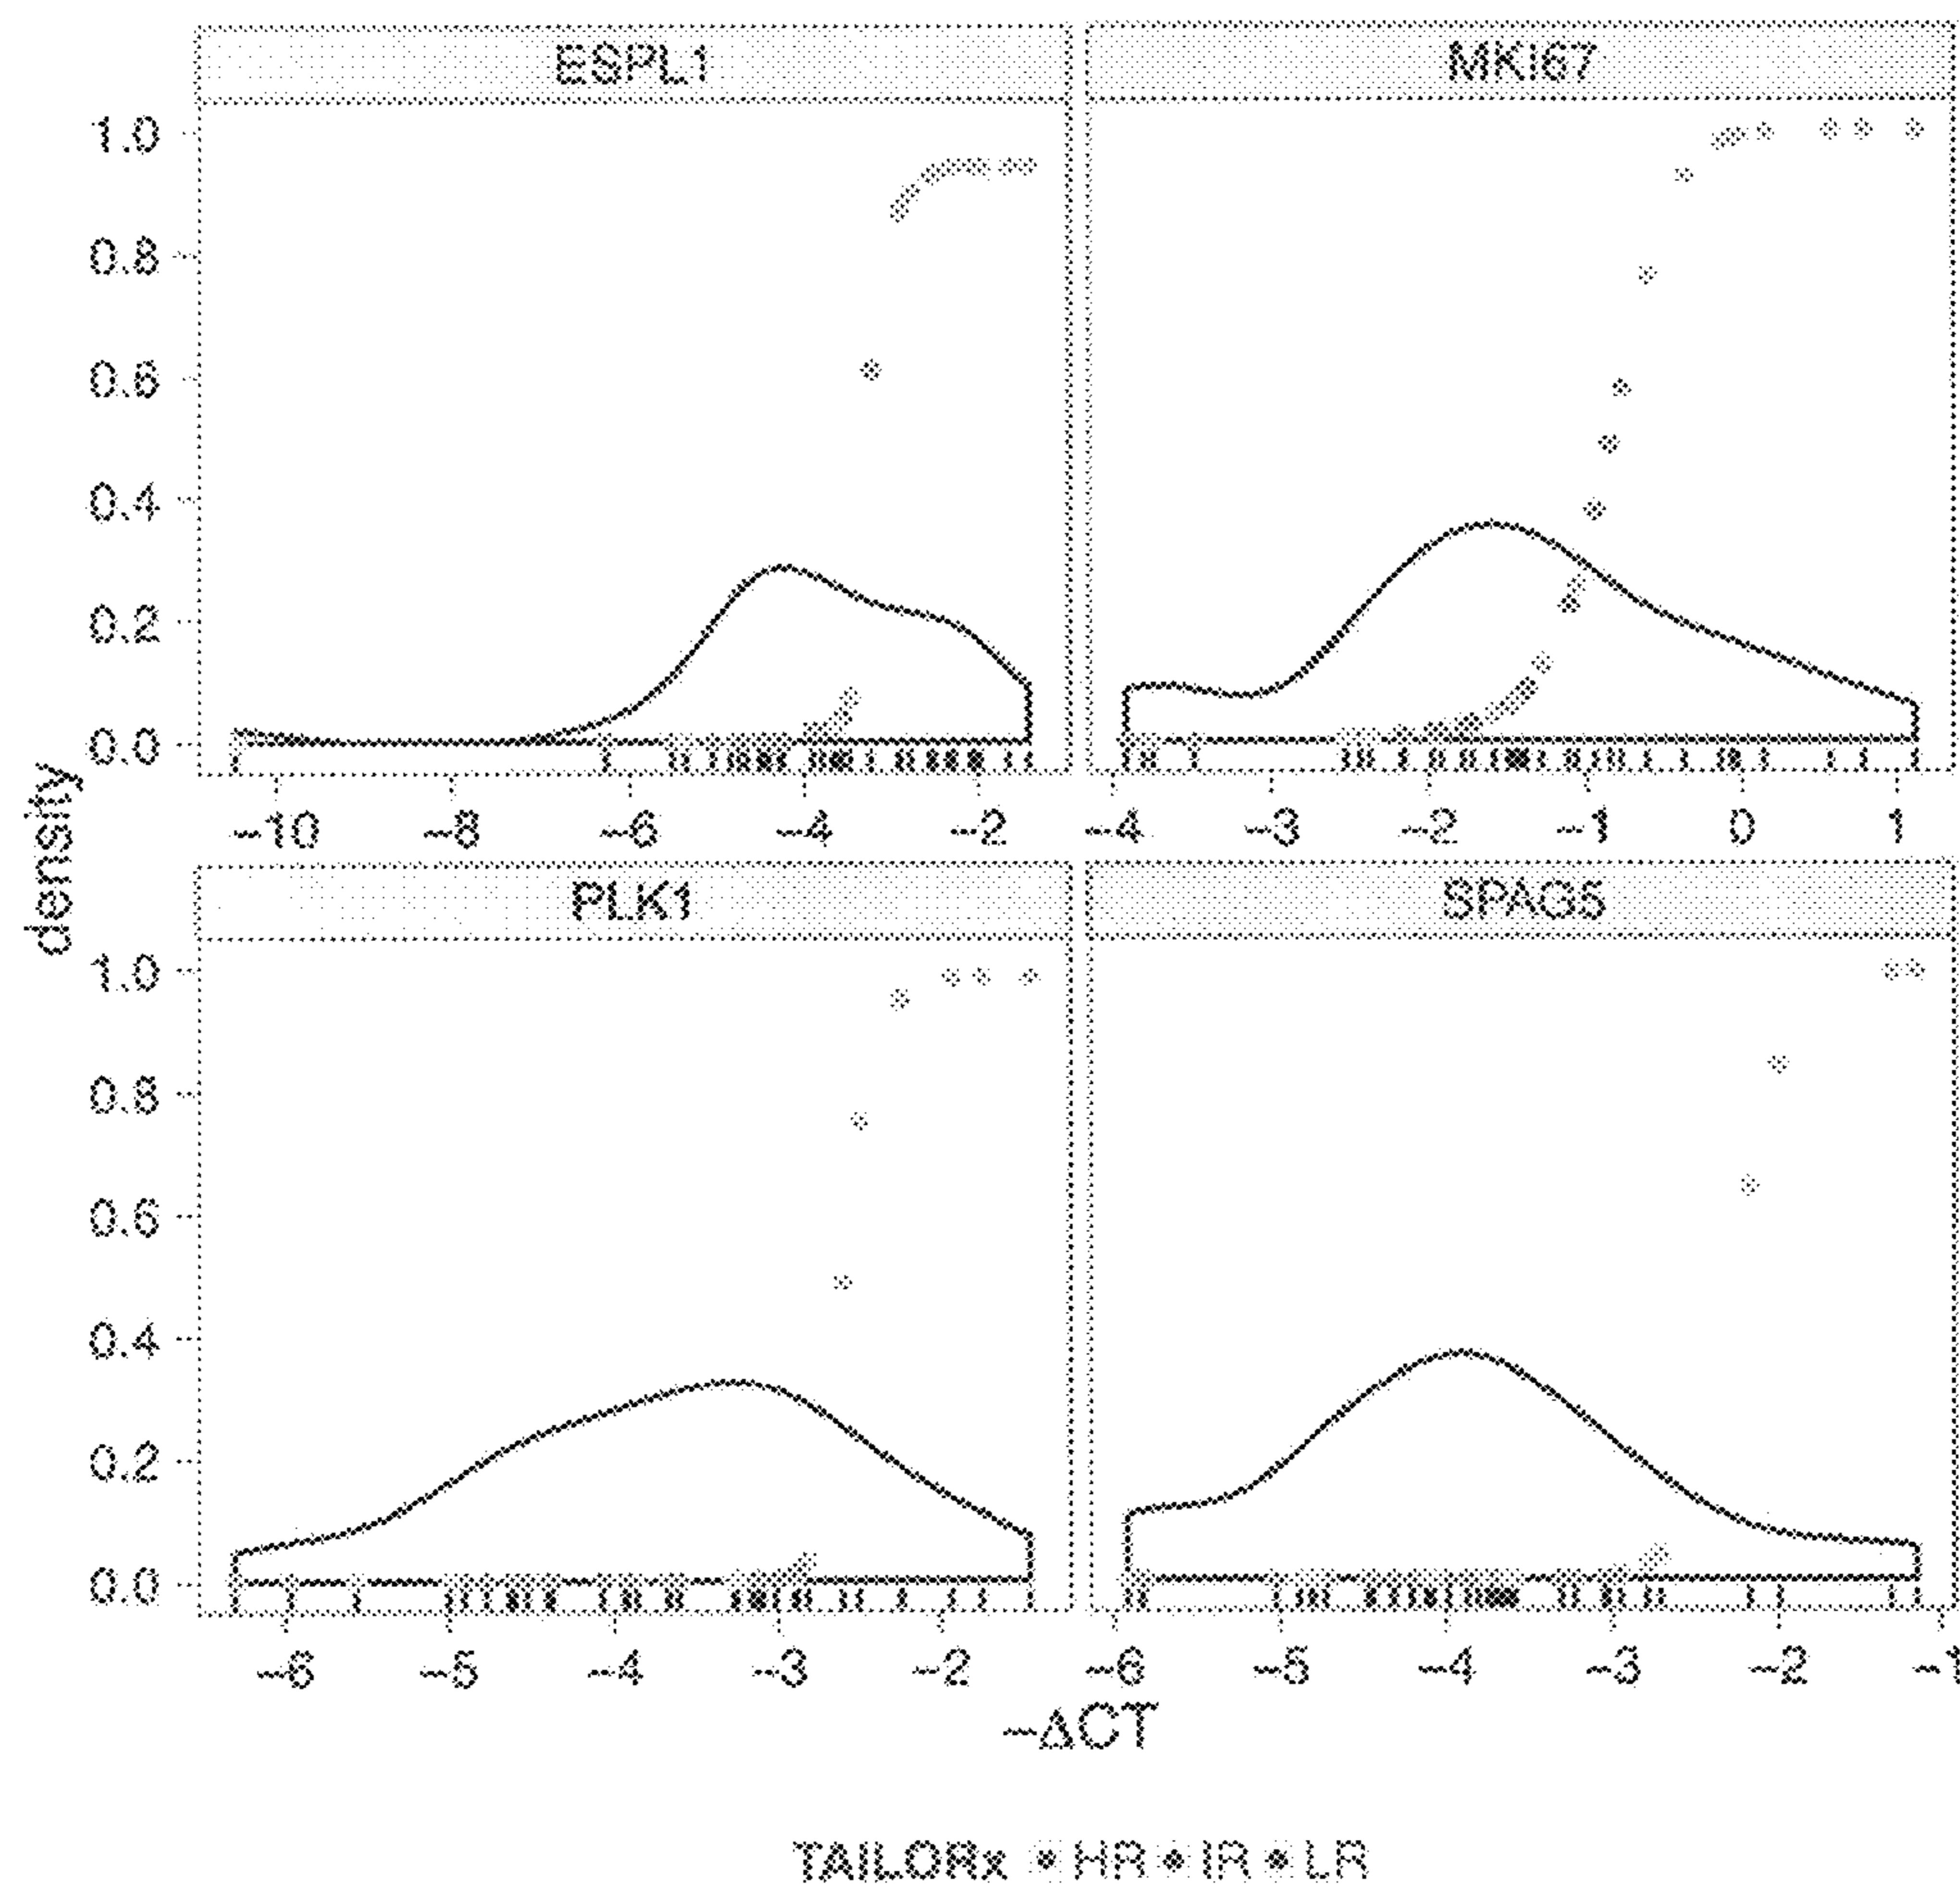 ESPL1 MKI67
1.0
0.8
0.6
0.4
0.2
0.0
−10 −8 −6 −4 −2 −4 −3 −2 −1 0 1
density
PLK1 SPAG5
1.0
0.8
0.6
0.4
0.2
0.0
−6 −5 −4 −3 −2 −6 −5 −4 −3 −2 −1
−ΔCT
TAILORx HR IR LR